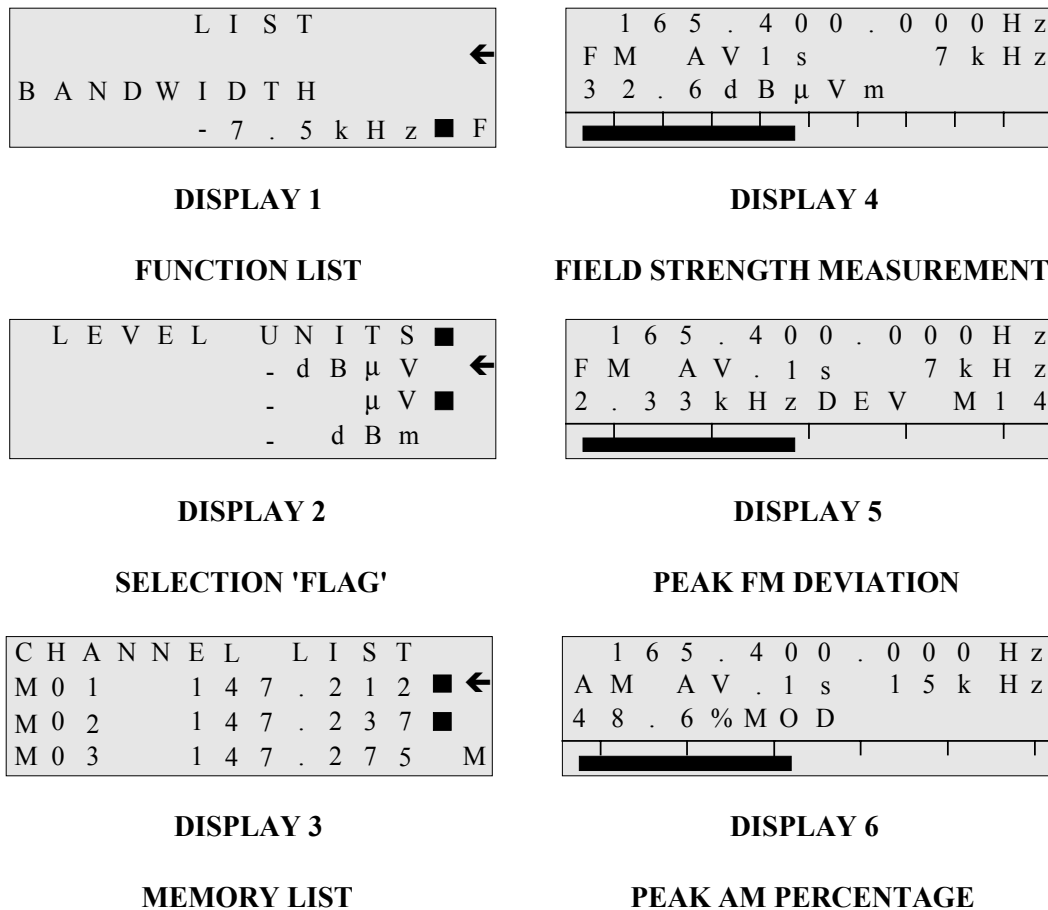 LIST
←
BANDWIDTH
-7.5kHz ■ F
DISPLAY 1
FUNCTION LIST
LEVEL UNITS ■
-dBμV ←
- μV ■
- dBm
DISPLAY 2
SELECTION 'FLAG'
CHANNEL LIST
M01 147.212 ■ ←
M02 147.237 ■
M03 147.275 M
DISPLAY 3
MEMORY LIST
165.400.000Hz
FM AV1s 7kHz
32.6dBμVm
DISPLAY 4
FIELD STRENGTH MEASUREMENT
165.400.000Hz
FM AV.1s 7kHz
2.33kHzDEV M14
DISPLAY 5
PEAK FM DEVIATION
165.400.000Hz
AM AV.1s 15kHz
48.6%MOD
DISPLAY 6
PEAK AM PERCENTAGE